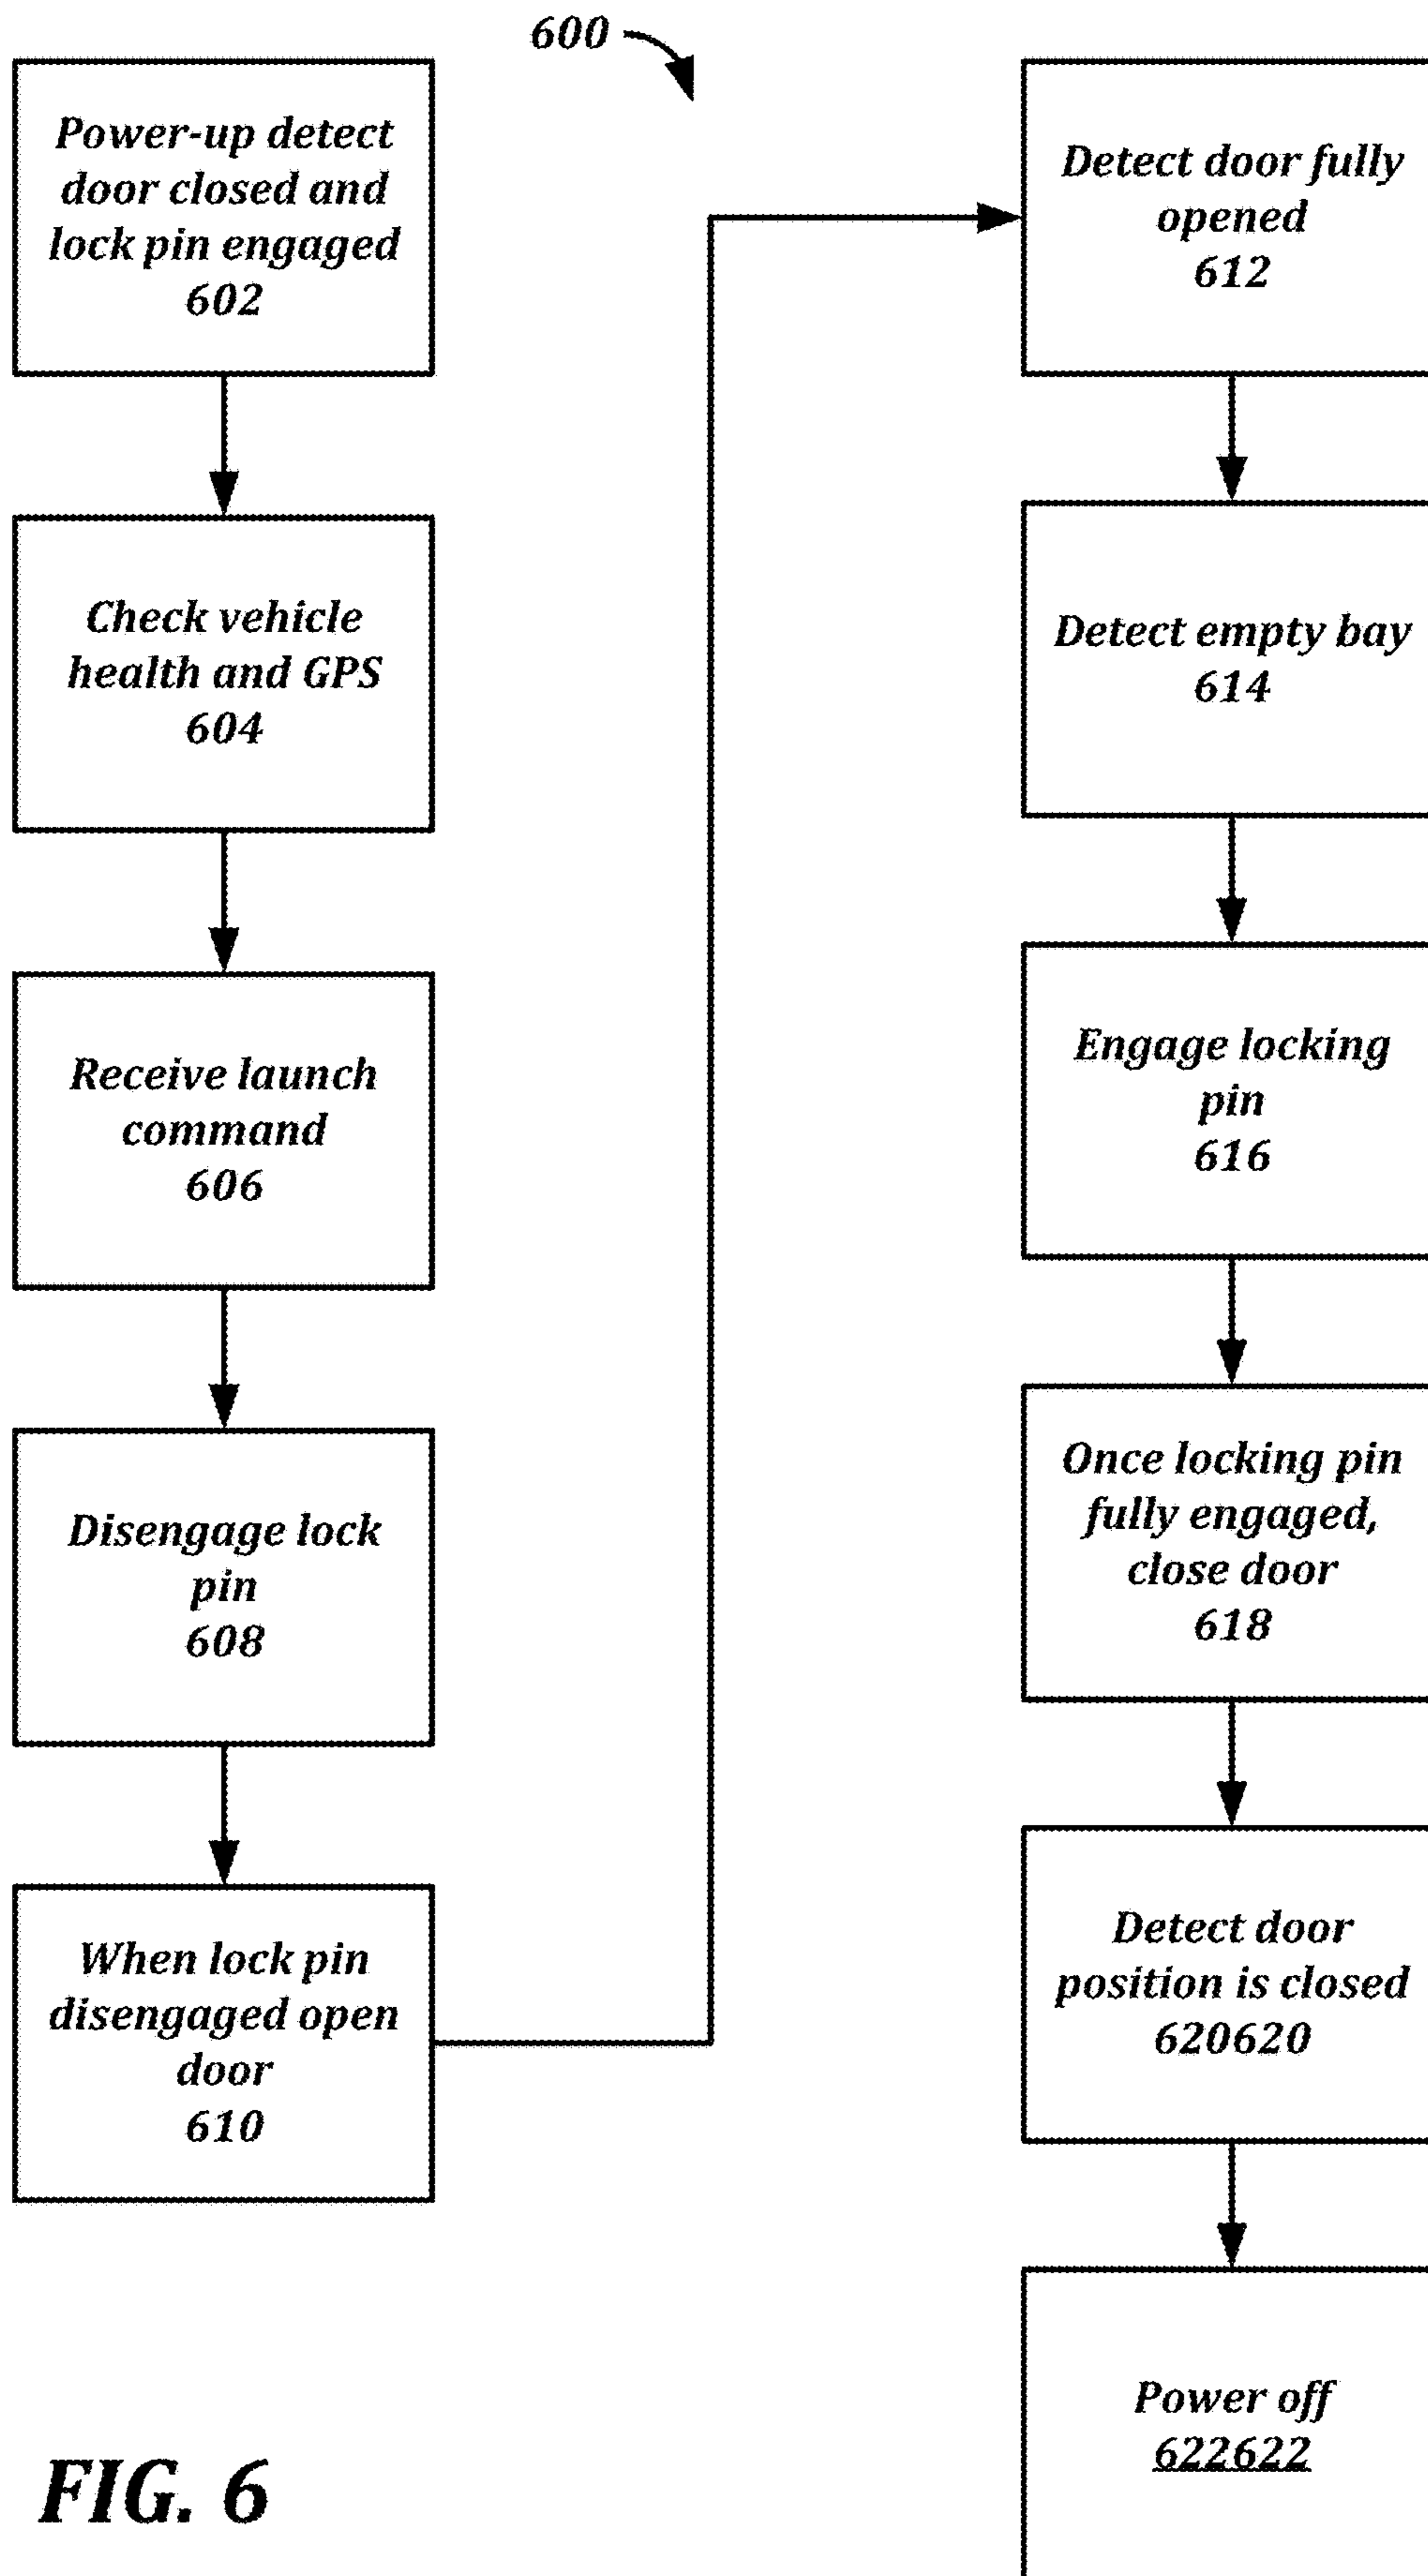 600
Power-up detect
door closed and
lock pin engaged
602
Check vehicle
health and GPS
604
Receive launch
command
606
Disengage lock
pin
608
When lock pin
disengaged open
door
610
Detect door fully
opened
612
Detect empty bay
614
Engage locking
pin
616
Once locking pin
fully engaged,
close door
618
Detect door
position is closed
620620
Power off
622622
FIG. 6